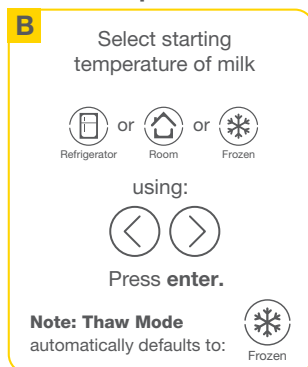 B
Select starting
temperature of milk
or or
Refrigerator Room Frozen
using:
Press enter.
Note: Thaw Mode
automatically defaults to:
Frozen